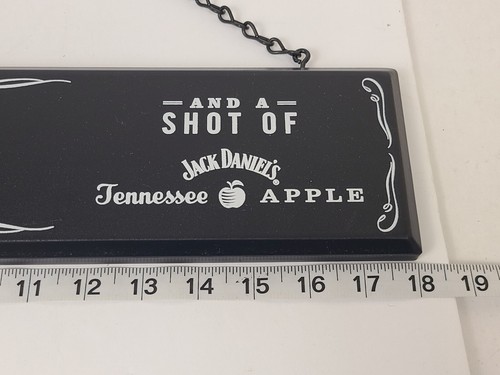 AND A
SHOT OF
JACK DANIEL'S®
Tennessee APPLE
11 12 13 14 15 16 17 18 19